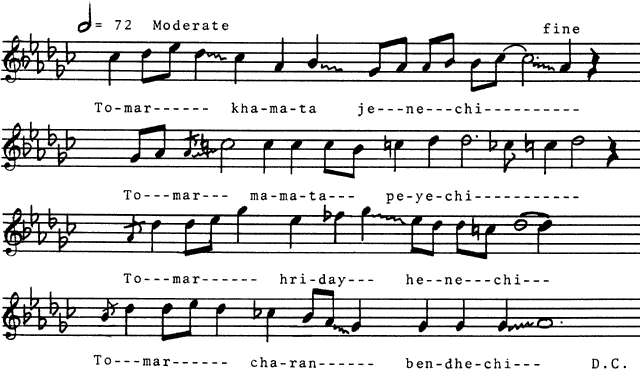 = 72 Moderate fine
To-mar------ kha-ma-ta je---ne---chi----------
To---mar--- ma-ma-ta--- pe-ye-chi-----------
To---mar------ hri-day--- he--ne--chi---
To---mar------ cha-ran------ ben-dhe-chi--- D.C.